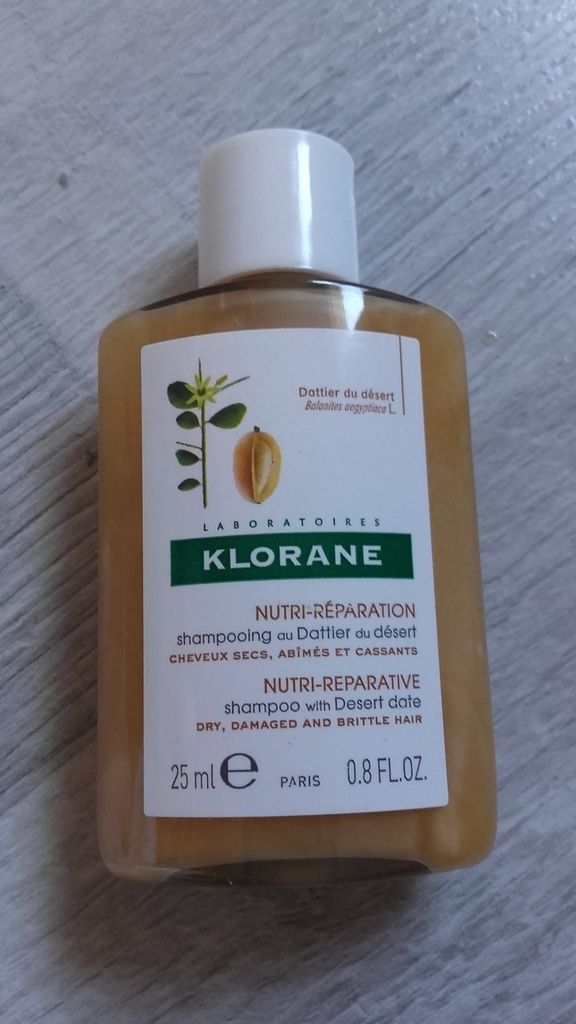 Dattier du désert
Balanites aegyptiaca L.
LABORATOIRES
KLORANE
NUTRI-RÉPARATION
shampooing au Dattier du désert
CHEVEUX SECS, ABÎMÉS ET CASSANTS
NUTRI-REPARATIVE
shampoo with Desert date
DRY, DAMAGED AND BRITTLE HAIR
25 ml e PARIS 0.8 FL.OZ.